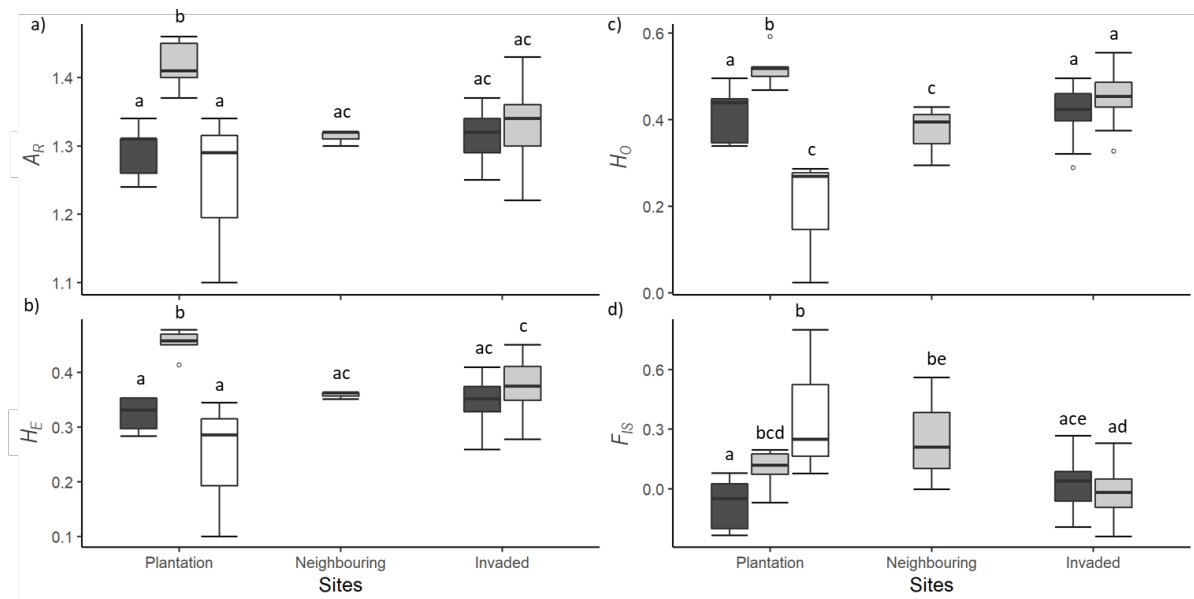 a)
b
a
a
ac
ac
ac
1.4
1.3
1.2
1.1
A_R
b)
b
a
a
ac
ac
c
0.4
0.3
0.2
0.1
H_E
Plantation
Neighbouring
Invaded
Sites
c)
b
a
c
c
a
a
0.6
0.4
0.2
0.0
H_O
d)
b
bcd
a
be
ace
ad
0.6
0.3
0.0
F_IS
Plantation
Neighbouring
Invaded
Sites